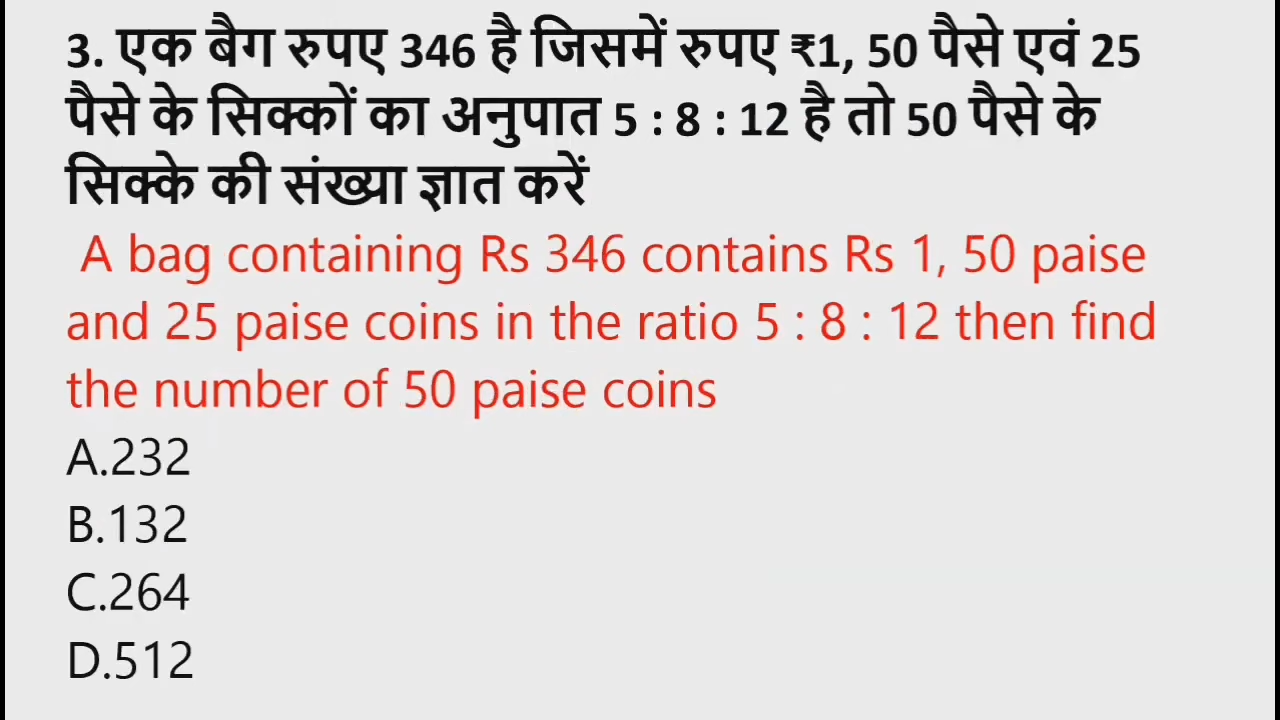 3. एक बैग रुपए 346 है जिसमें रुपए ₹1, 50 पैसे एवं 25
पैसे के सिक्कों का अनुपात 5 : 8 : 12 है तो 50 पैसे के
सिक्के की संख्या ज्ञात करें
A bag containing Rs 346 contains Rs 1, 50 paise
and 25 paise coins in the ratio 5 : 8 : 12 then find
the number of 50 paise coins
A.232
B.132
C.264
D.512